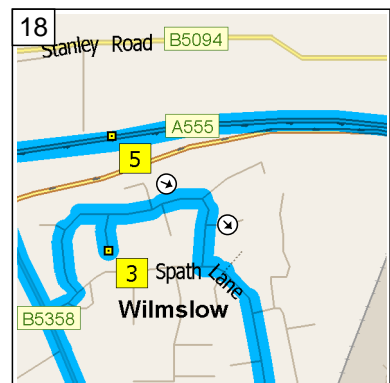 18
Stanley Road
B5094
A555
5
3
Spath Lane
Wilmslow
B5358